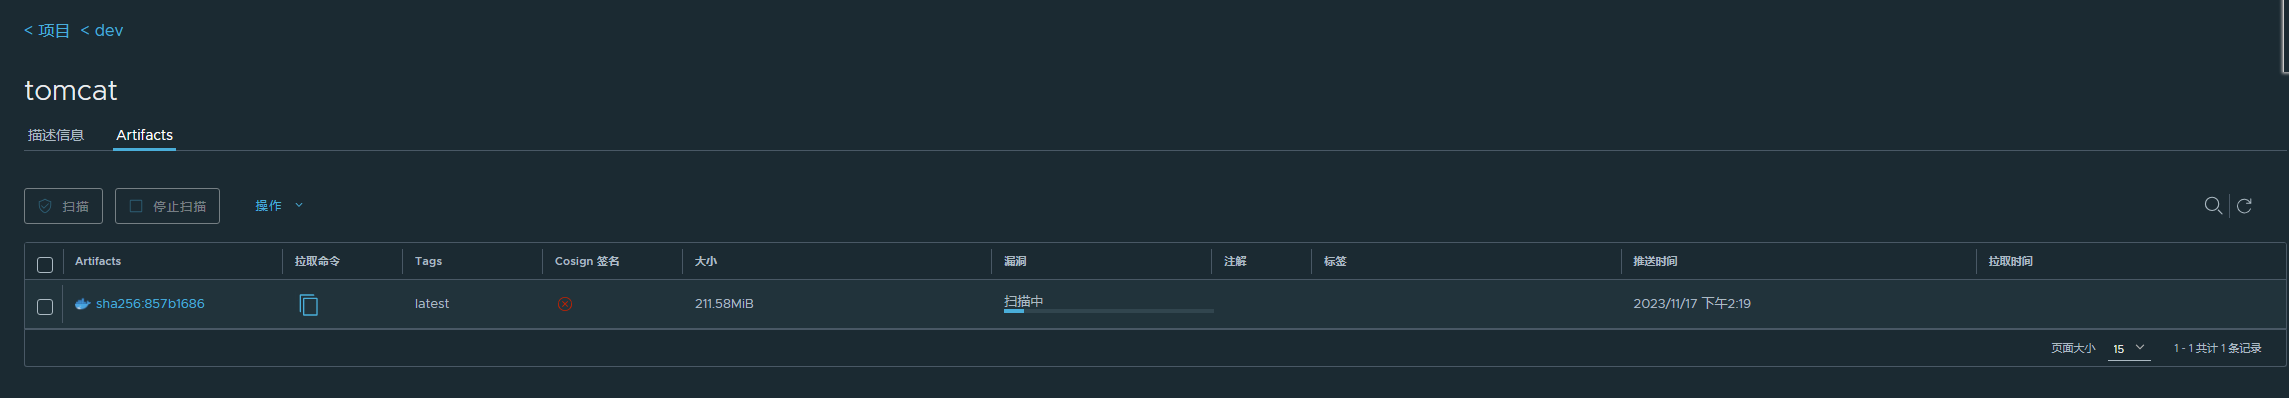 < 项目 < dev
tomcat
描述信息 Artifacts
扫描 停止扫描 操作
Artifacts 拉取命令 Tags Cosign 签名 大小 漏洞 注解 标签 推送时间 拉取时间
sha256:857b1686 latest 211.58MiB 扫描中 2023/11/17 下午2:19
页面大小 15 1 - 1 共计 1 条记录